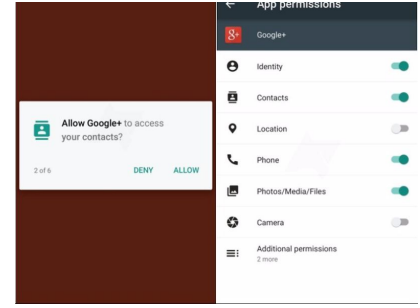 Allow Google+ to access
your contacts?
2 of 6
DENY
ALLOW
App permissions
8+
Google+
Identity
Contacts
Location
Phone
Photos/Media/Files
Camera
Additional permissions
2 more